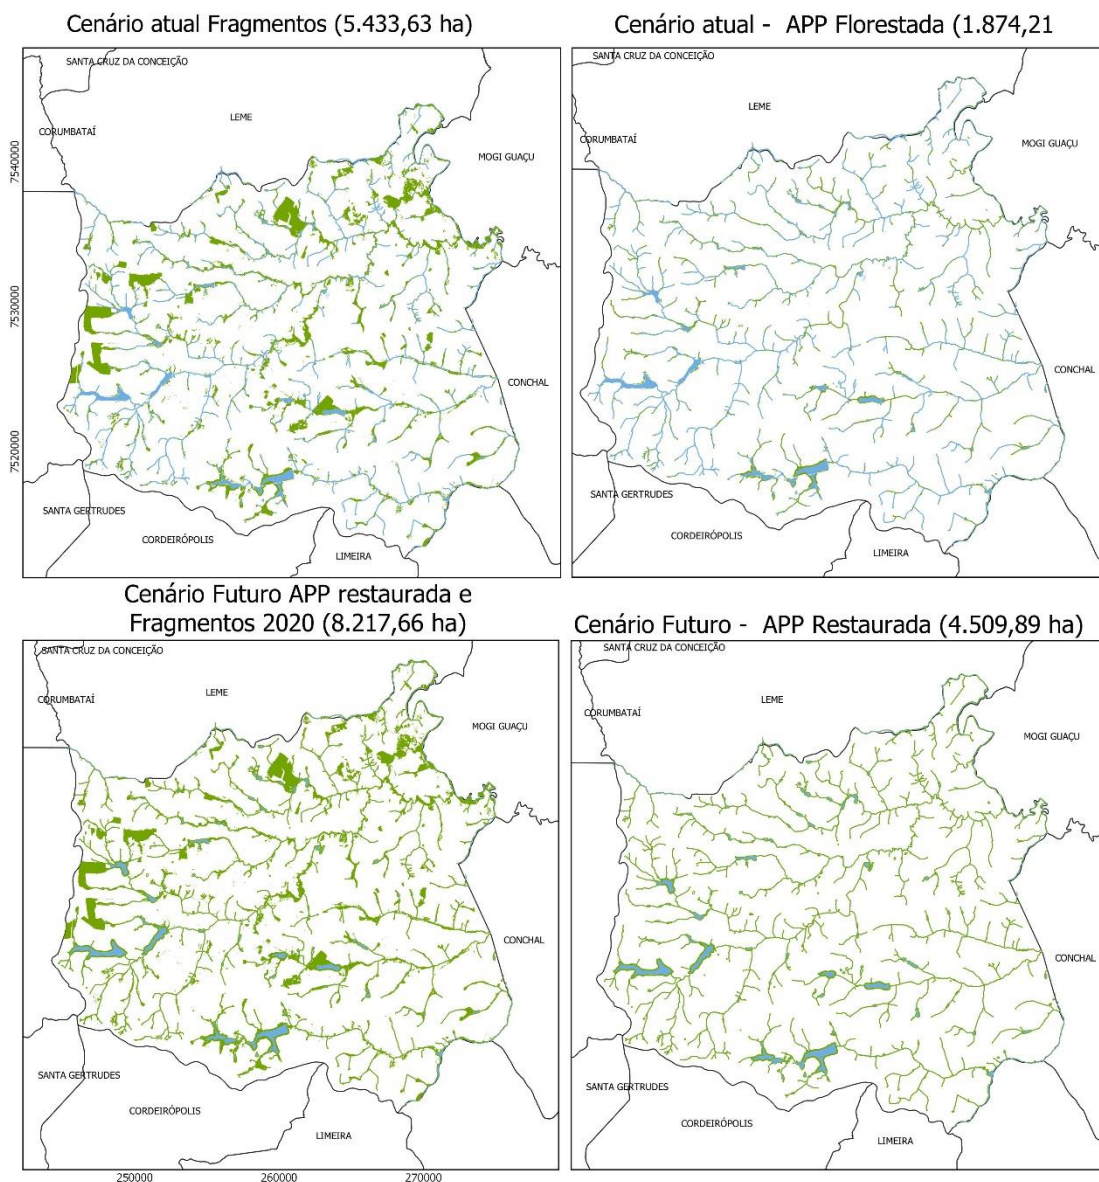 Cenário atual Fragmentos (5.433,63 ha)
Cenário atual - APP Florestada (1.874,21
SANTA CRUZ DA CONCEIÇÃO
LEME
CORUMBATAÍ
MOGI GUAÇU
7540000
7530000
7520000
CONCHAL
SANTA GERTRUDES
CORDEIRÓPOLIS
LIMEIRA
SANTA CRUZ DA CONCEIÇÃO
LEME
CORUMBATAÍ
MOGI GUAÇU
CONCHAL
SANTA GERTRUDES
CORDEIRÓPOLIS
LIMEIRA
Cenário Futuro APP restaurada e
Fragmentos 2020 (8.217,66 ha)
Cenário Futuro - APP Restaurada (4.509,89 ha)
SANTA CRUZ DA CONCEIÇÃO
LEME
CORUMBATAÍ
MOGI GUAÇU
CONCHAL
SANTA GERTRUDES
CORDEIRÓPOLIS
LIMEIRA
250000
260000
270000
SANTA CRUZ DA CONCEIÇÃO
LEME
CORUMBATAÍ
MOGI GUAÇU
CONCHAL
SANTA GERTRUDES
CORDEIRÓPOLIS
LIMEIRA